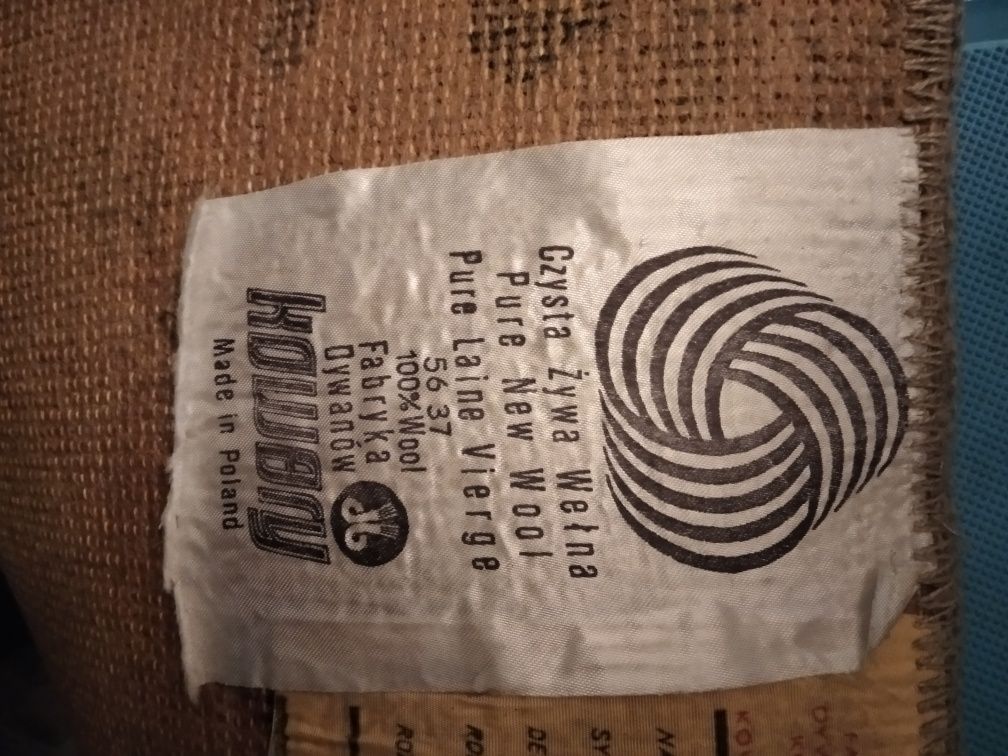 Czysta Żywa Wełna
Pure New Wool
Pure Laine Vierge
56 37
100% Wool
Fabryka
Dywanów
kowary
Made in Poland